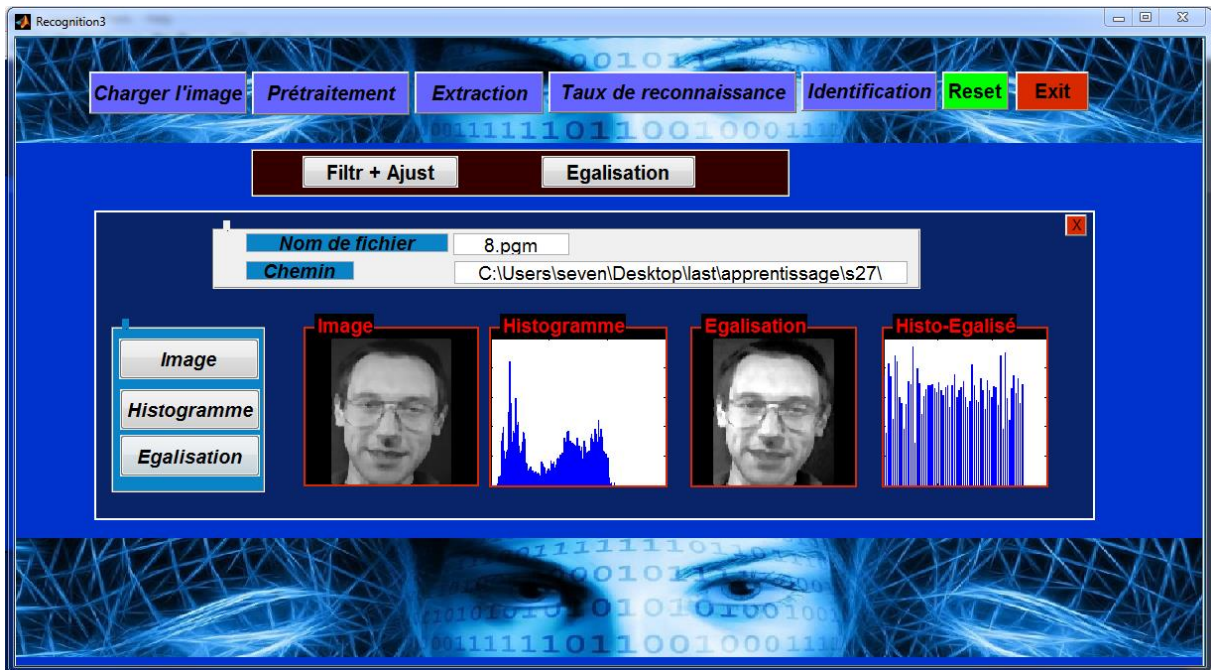 Recognition3
Charger l'image Prétraitement Extraction Taux de reconnaissance Identification Reset Exit
Filtr + Ajust Egalisation
X
Nom de fichier 8.pgm
Chemin C:\Users\seven\Desktop\last\apprentissage\s27\
Image Histogramme Egalisation Histo-Egalisé
Image
Histogramme
Egalisation